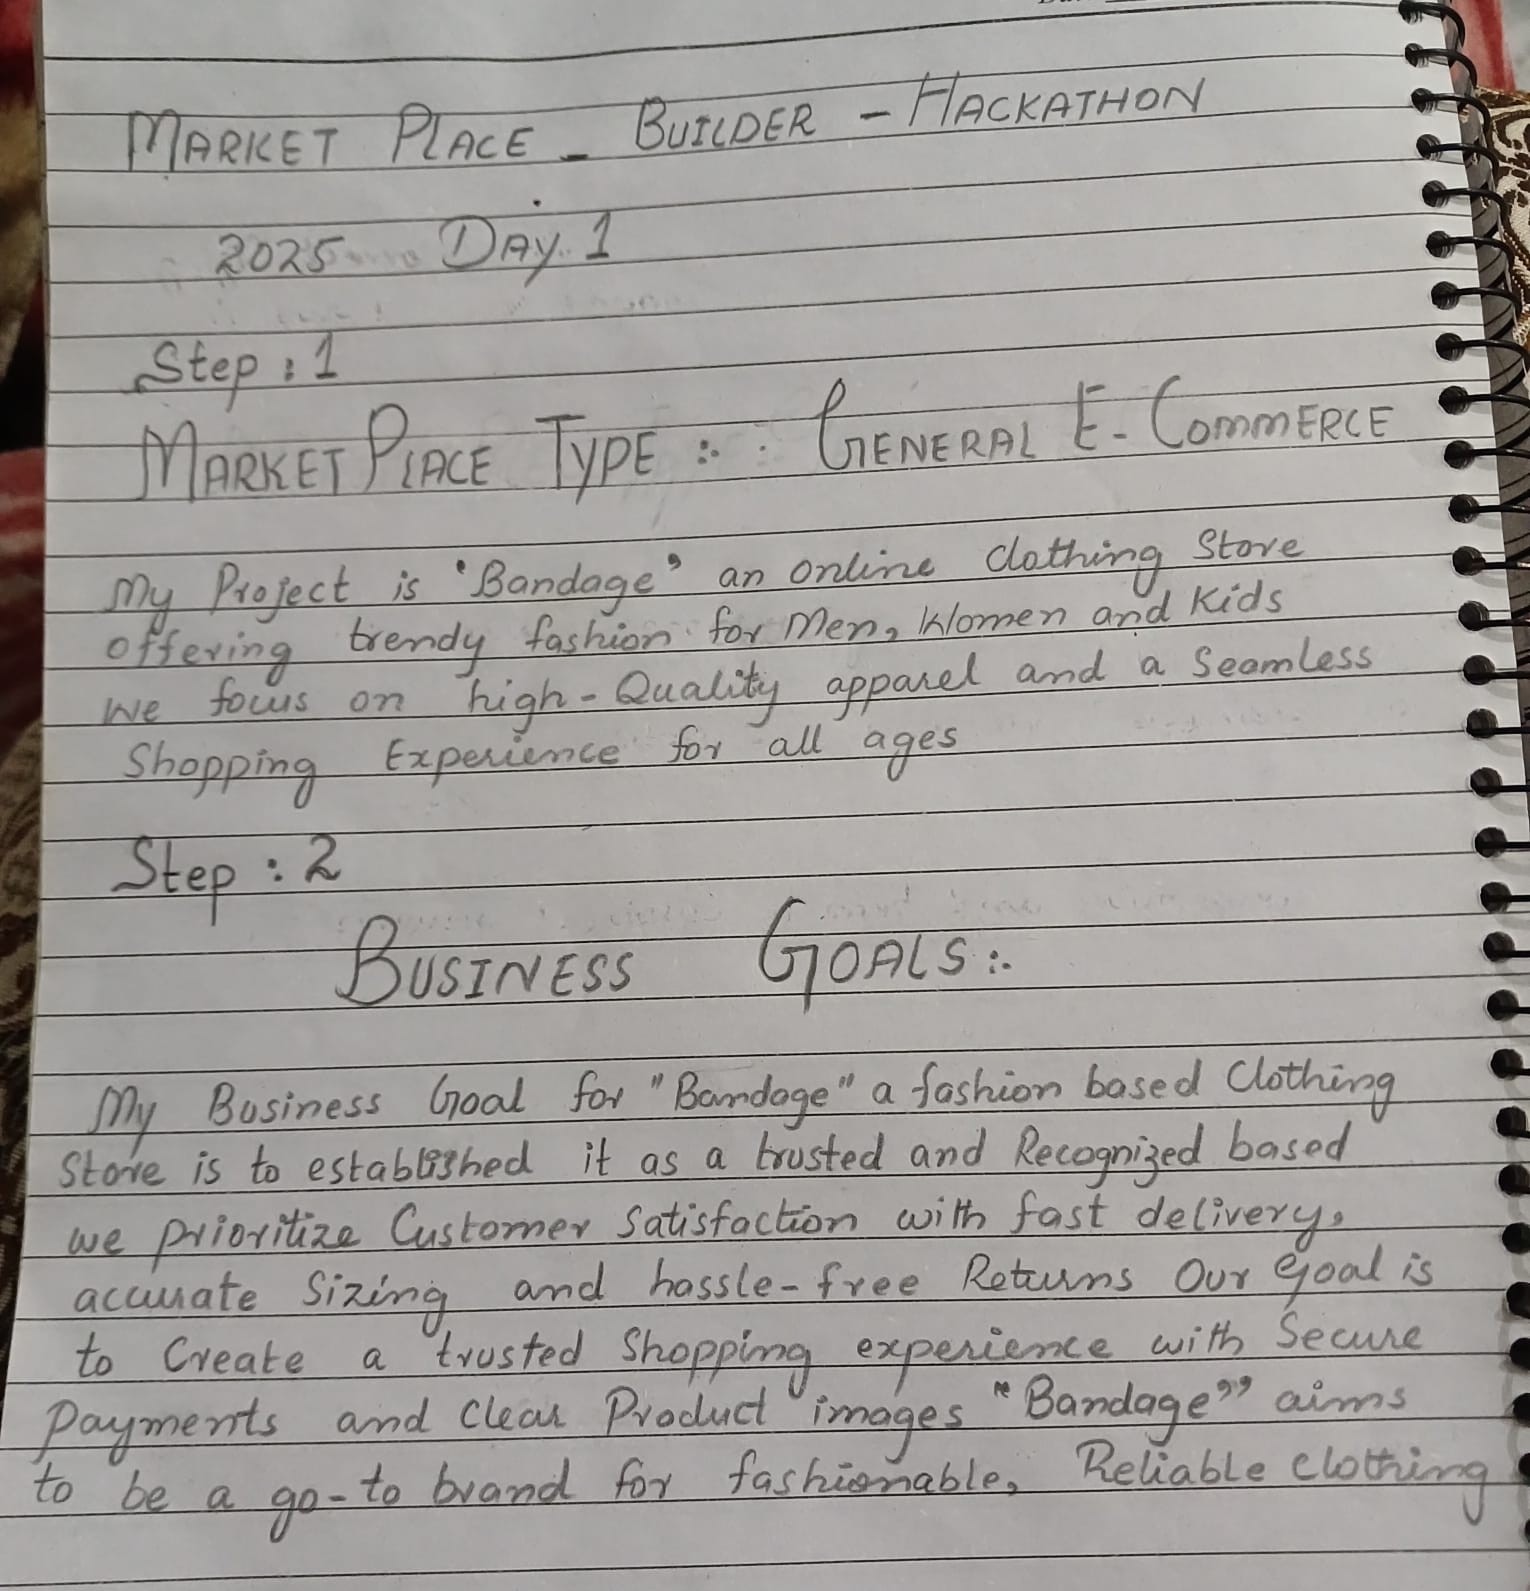 MARKET PLACE - BUILDER - HACKATHON
2025 DAY 1
Step : 1
MARKET PLACE TYPE :. GENERAL E-COMMERCE
My Project is 'Bandage' an online clothing Store
offering trendy fashion for Men, Women and Kids
we focus on high-Quality apparel and a Seamless
Shopping Experience for all ages
Step : 2
BUSINESS GOALS :.
My Business Goal for "Bandage" a fashion based Clothing
Store is to established it as a trusted and Recognized based
we prioritize Customer Satisfaction with fast delivery,
accurate Sizing and hassle-free Returns Our Goal is
to Create a trusted Shopping experience with Secure
Payments and Clear Product images "Bandage" aims
to be a go-to brand for fashionable, Reliable clothing